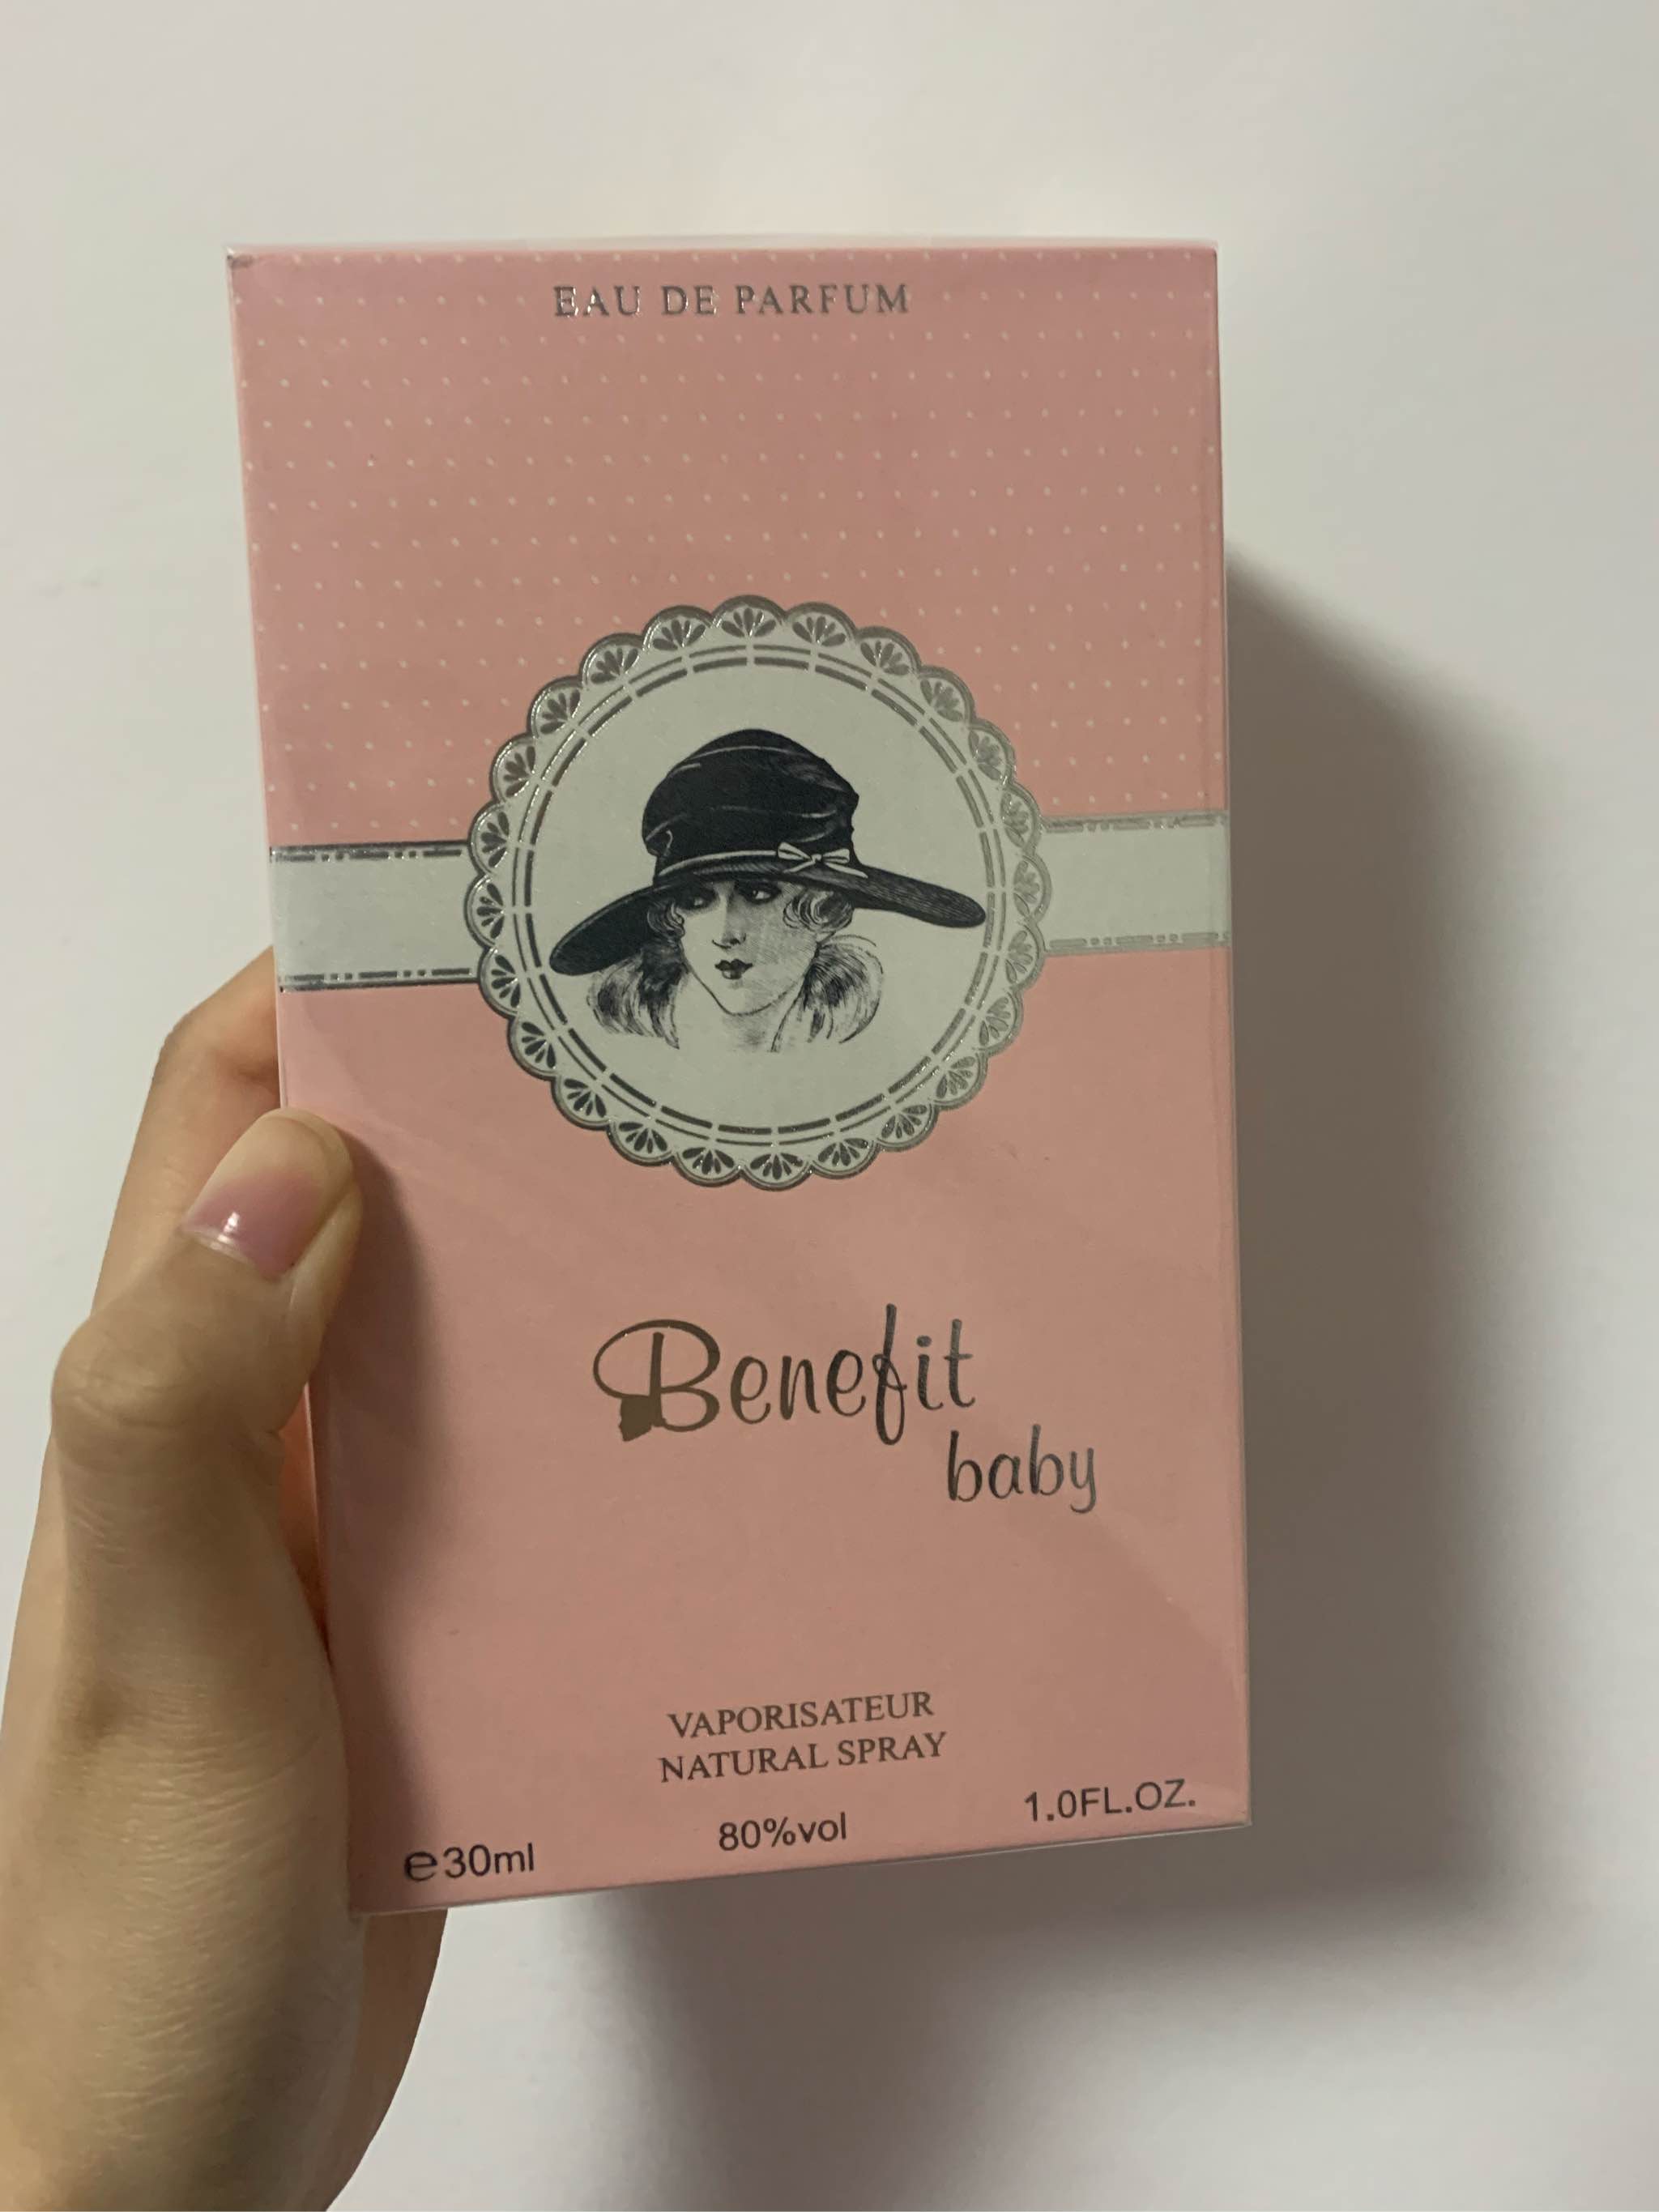 EAU DE PARFUM
Benefit
baby
VAPORISATEUR
NATURAL SPRAY
℮30ml
80%vol
1.0FL.OZ.